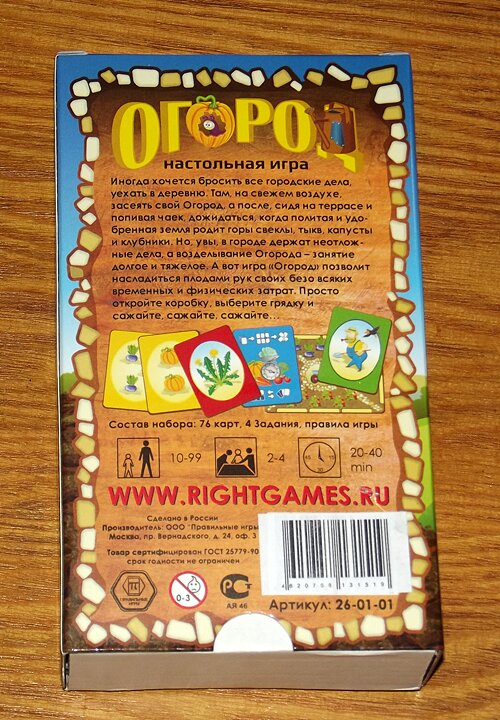 ОГОРОД
настольная игра
Иногда хочется бросить все городские дела,
уехать в деревню. Там, на свежем воздухе,
засеять свой Огород, а после, сидя на террасе и
попивая чаек, дожидаться, когда политая и удо-
бренная земля родит горы свеклы, тыкв, капусты
и клубники. Но, увы, в городе держат неотлож-
ные дела, а возделывание Огорода – занятие
долгое и тяжелое. А вот игра «Огород» позволит
насладиться плодами рук своих безо всяких
временных и физических затрат. Просто
откройте коробку, выберите грядку и
сажайте, сажайте, сажайте...
Состав набора: 76 карт, 4 Задания, правила игры
10-99 2-4 20-40 min
WWW.RIGHTGAMES.RU
Сделано в России
Производитель: ООО "Правильные игры
Москва, пр. Вернадского, д. 24, оф. 3
Товар сертифицирован ГОСТ 25779-90
срок годности не ограничен
4 620758 131519
ПРАВИЛЬНЫЕ ИГРЫ
0-3
АЯ 46
Артикул: 26-01-01